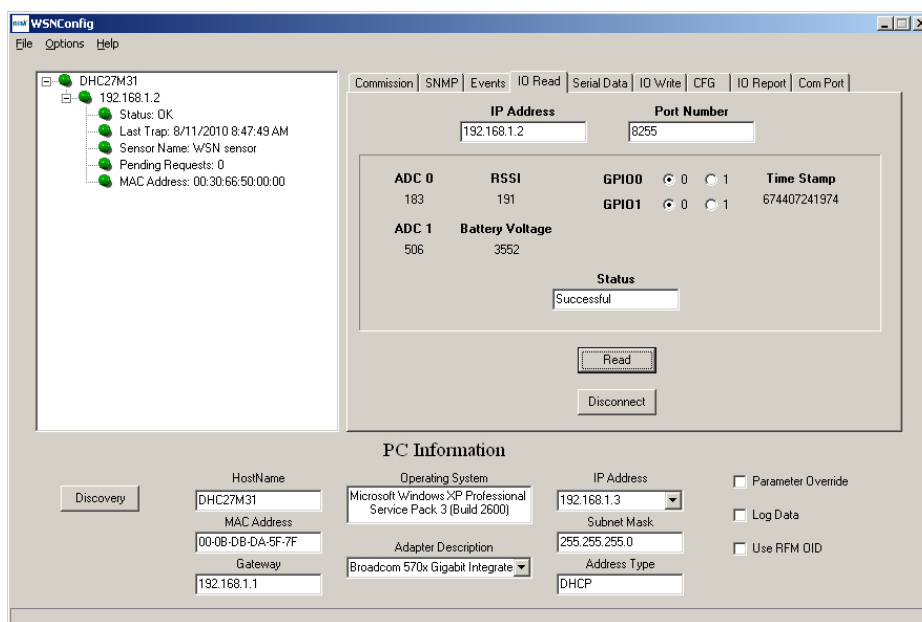 RFM WSNConfig
File Options Help
DHC27M31
192.168.1.2
Status: OK
Last Trap: 8/11/2010 8:47:49 AM
Sensor Name: WSN sensor
Pending Requests: 0
MAC Address: 00:30:66:50:00:00
Commission SNMP Events IO Read Serial Data IO Write CFG IO Report Com Port
IP Address Port Number
192.168.1.2 8255
ADC 0 RSSI GPIO0 0 1 Time Stamp
183 191 GPIO1 0 1 674407241974
ADC 1 Battery Voltage
506 3552
Status
Successful
Read
Disconnect
PC Information
HostName Operating System IP Address
Discovery DHC27M31 Microsoft Windows XP Professional 192.168.1.3 Parameter Override
Service Pack 3 (Build 2600)
MAC Address Subnet Mask Log Data
00-0B-DB-DA-5F-7F Adapter Description 255.255.255.0 Use RFM OID
Gateway Broadcom 570x Gigabit Integrate Address Type
192.168.1.1 DHCP